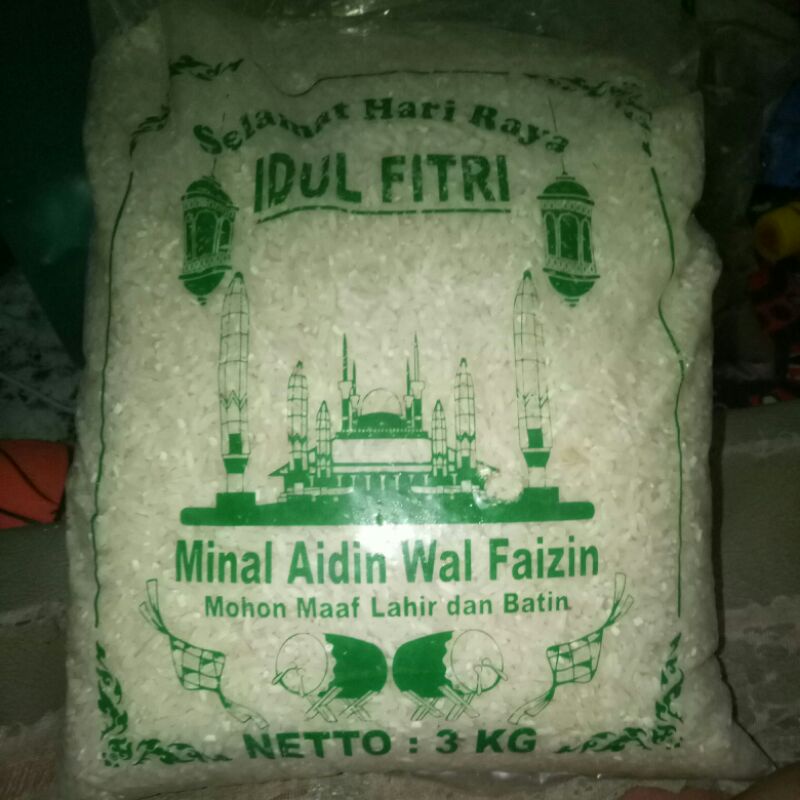 Selamat Hari Raya
IDUL FITRI
Minal Aidin Wal Faizin
Mohon Maaf Lahir dan Batin
NETTO : 3 KG